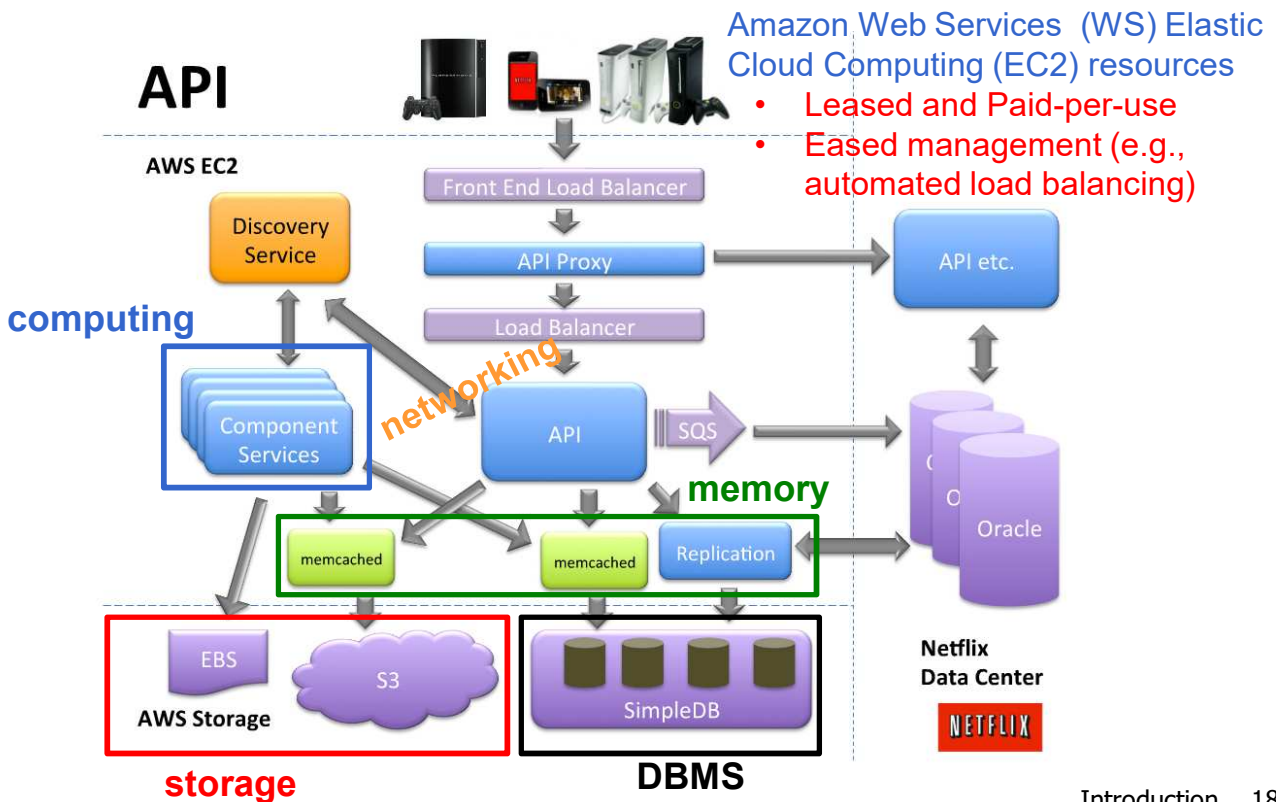 Amazon Web Services (WS) Elastic
Cloud Computing (EC2) resources
• Leased and Paid-per-use
• Eased management (e.g.,
automated load balancing)
API
NETFLIX
AWS EC2
Front End Load Balancer
Discovery
Service
API Proxy
API etc.
computing
Load Balancer
networking
Component
Services
API
SQS
memory
O
O
Oracle
memcached
memcached
Replication
EBS
S3
AWS Storage
SimpleDB
Netflix
Data Center
NETFLIX
storage
DBMS
Introduction 18